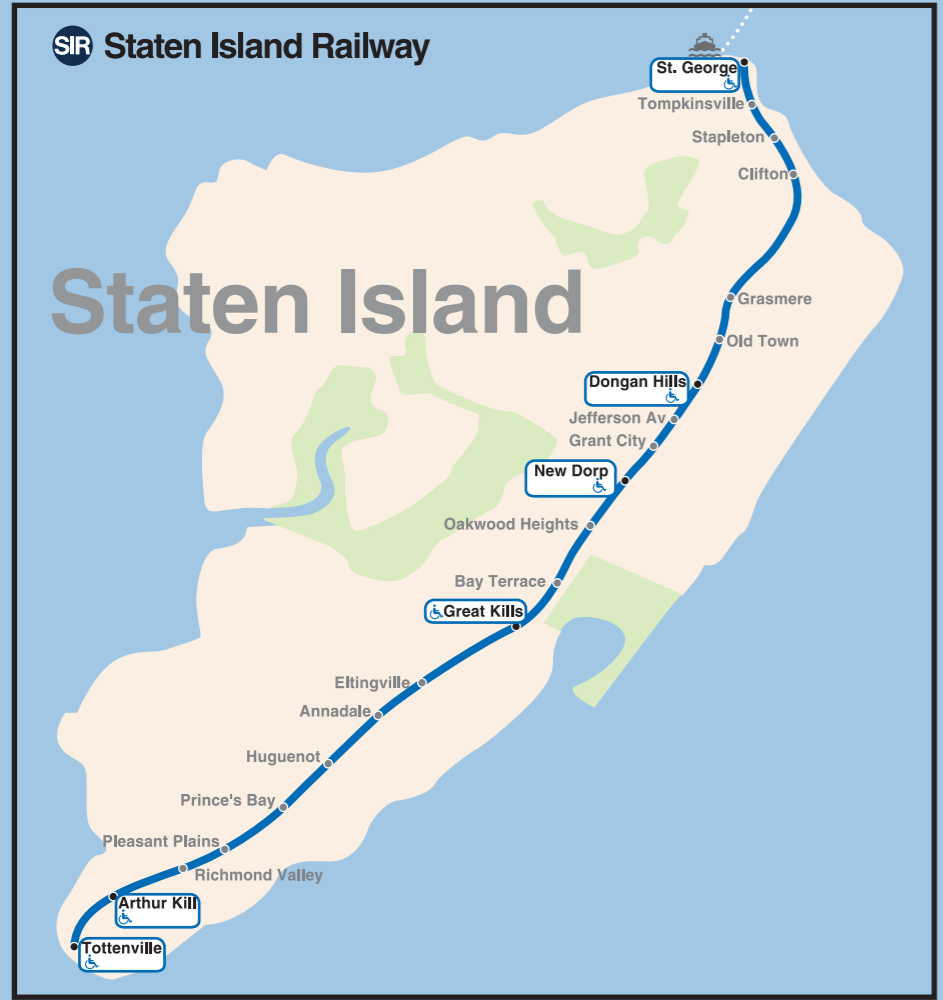 SIR Staten Island Railway
St. George
Tompkinsville
Stapleton
Clifton
Staten Island
Grasmere
Old Town
Dongan Hills
Jefferson Av
Grant City
New Dorp
Oakwood Heights
Bay Terrace
Great Kills
Eltingville
Annadale
Huguenot
Prince's Bay
Pleasant Plains
Richmond Valley
Arthur Kill
Tottenville